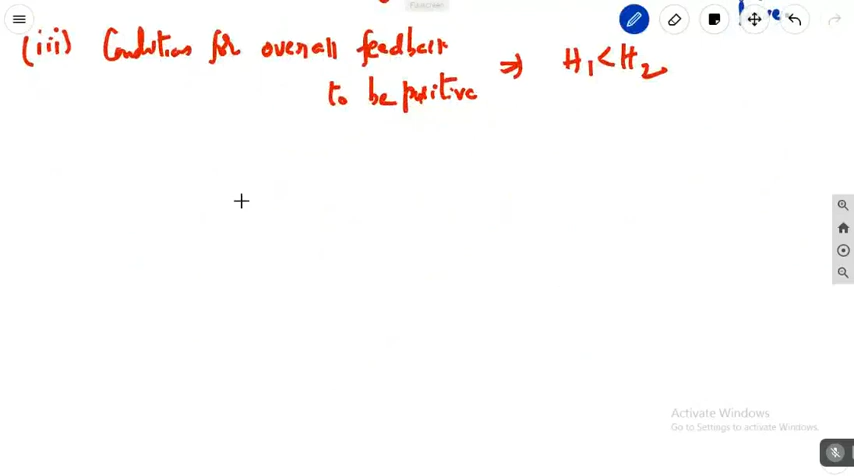 (iii) Condition for overall feedback
to be positive ⇒ H₁ < H₂
Activate Windows
Go to Settings to activate Windows.